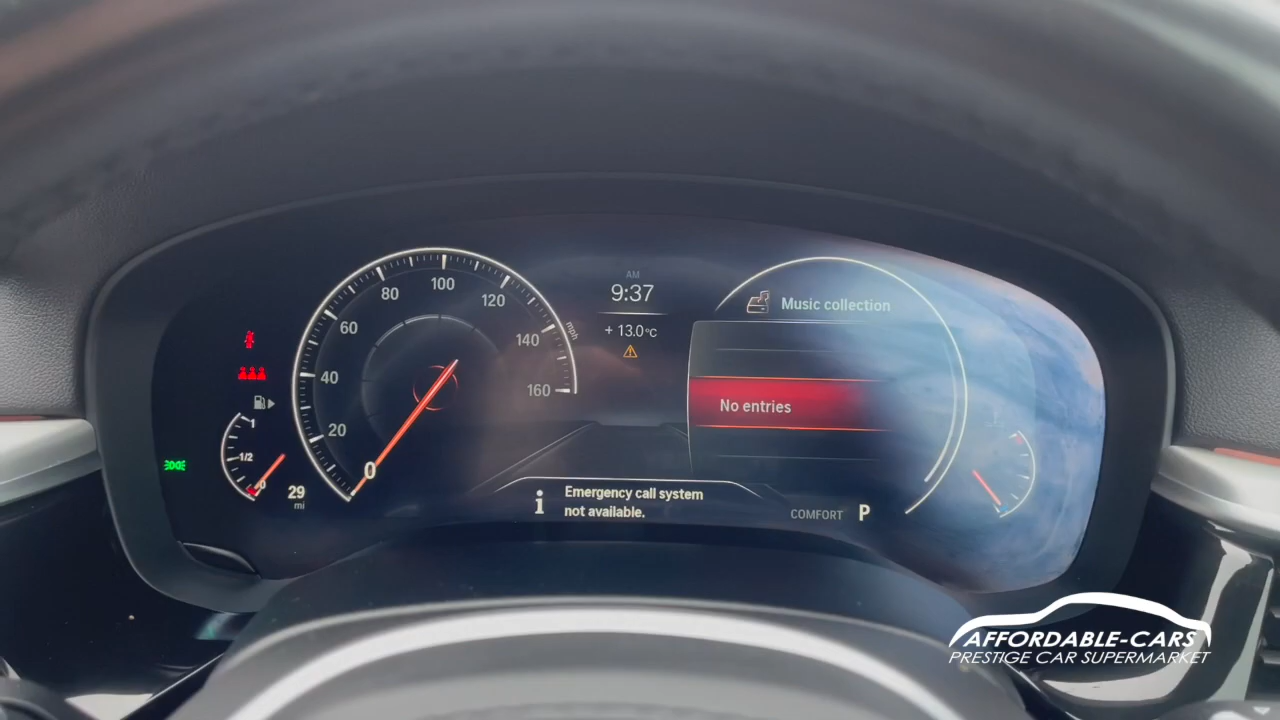 AM
9:37
+ 13.0°C
20
40
60
80
100
120
140
160
mph
0
1
1/2
0
29
mi
Music collection
No entries
Emergency call system
not available.
COMFORT P
AFFORDABLE-CARS
PRESTIGE CAR SUPERMARKET